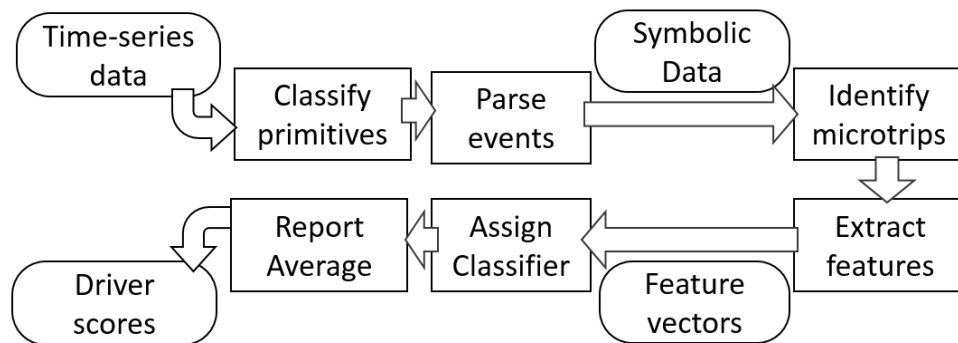 Time-series
data
Classify
primitives
Parse
events
Symbolic
Data
Identify
microtrips
Extract
features
Feature
vectors
Assign
Classifier
Report
Average
Driver
scores